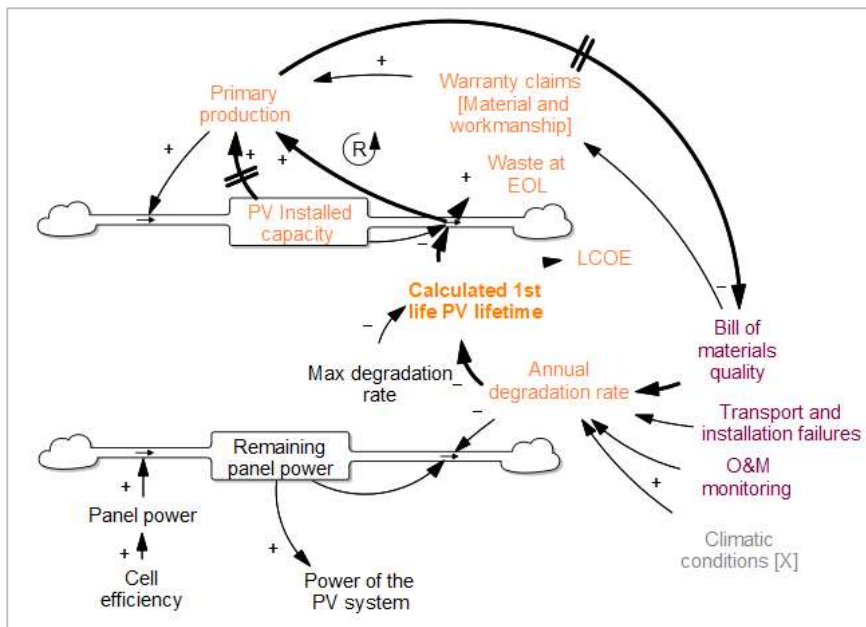 +
Primary
production
Warranty claims
[Material and
workmanship]
+
+
+
R
+
Waste at
EOL
PV Installed
capacity
–
LCOE
Calculated 1st
life PV lifetime
–
–
Bill of
materials
quality
Max degradation
rate
–
Annual
degradation rate
–
Transport and
installation failures
Remaining
panel power
O&M
monitoring
+
+
Panel power
Climatic
conditions [X]
+
+
Cell
efficiency
Power of the
PV system